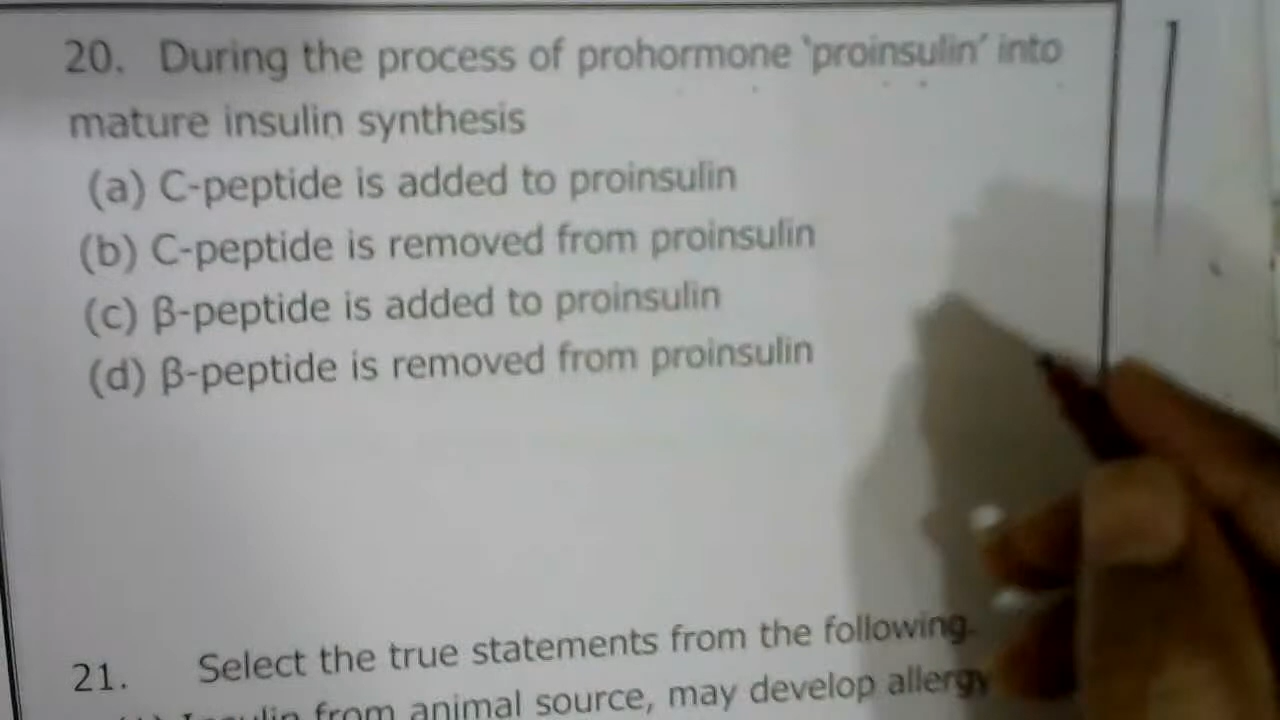 20. During the process of prohormone ‘proinsulin’ into
mature insulin synthesis
(a) C-peptide is added to proinsulin
(b) C-peptide is removed from proinsulin
(c) β-peptide is added to proinsulin
(d) β-peptide is removed from proinsulin
21. Select the true statements from the following.
from animal source, may develop allergy